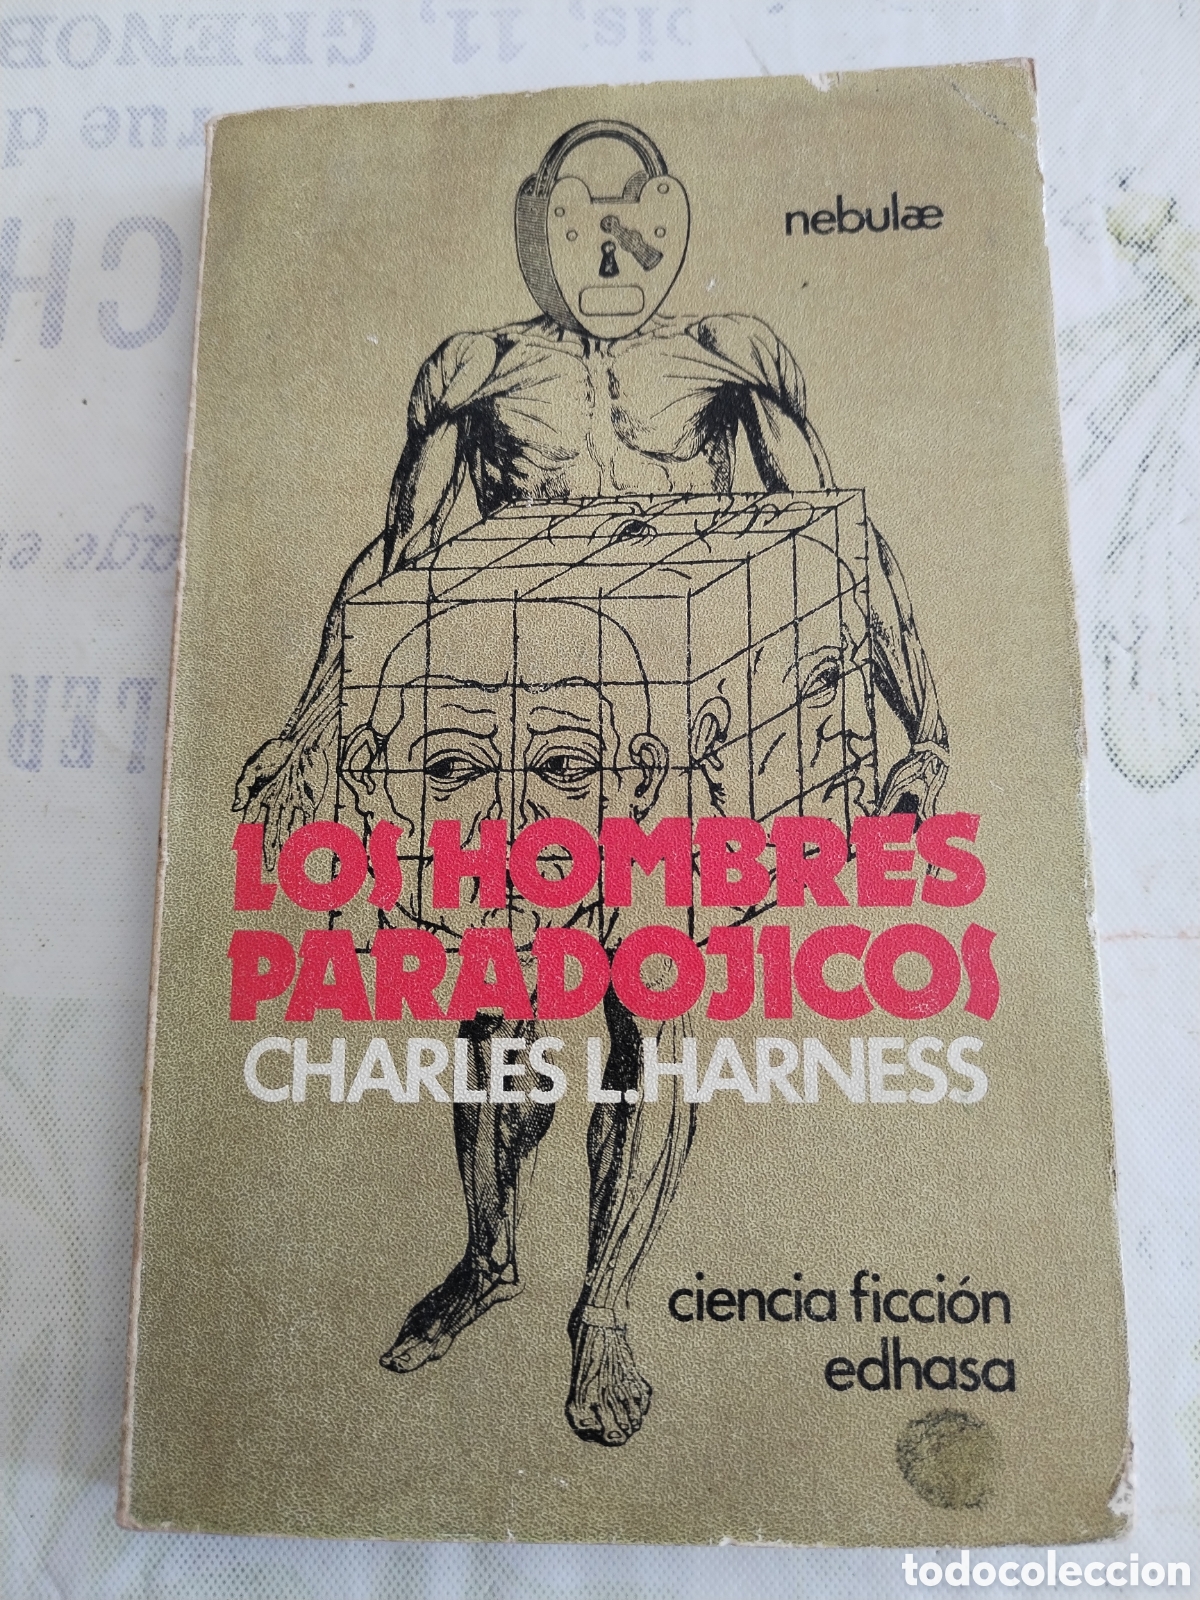 nebulæ
LOS HOMBRES
PARADOJICOS
CHARLES L. HARNESS
ciencia ficción
edhasa
todocoleccion